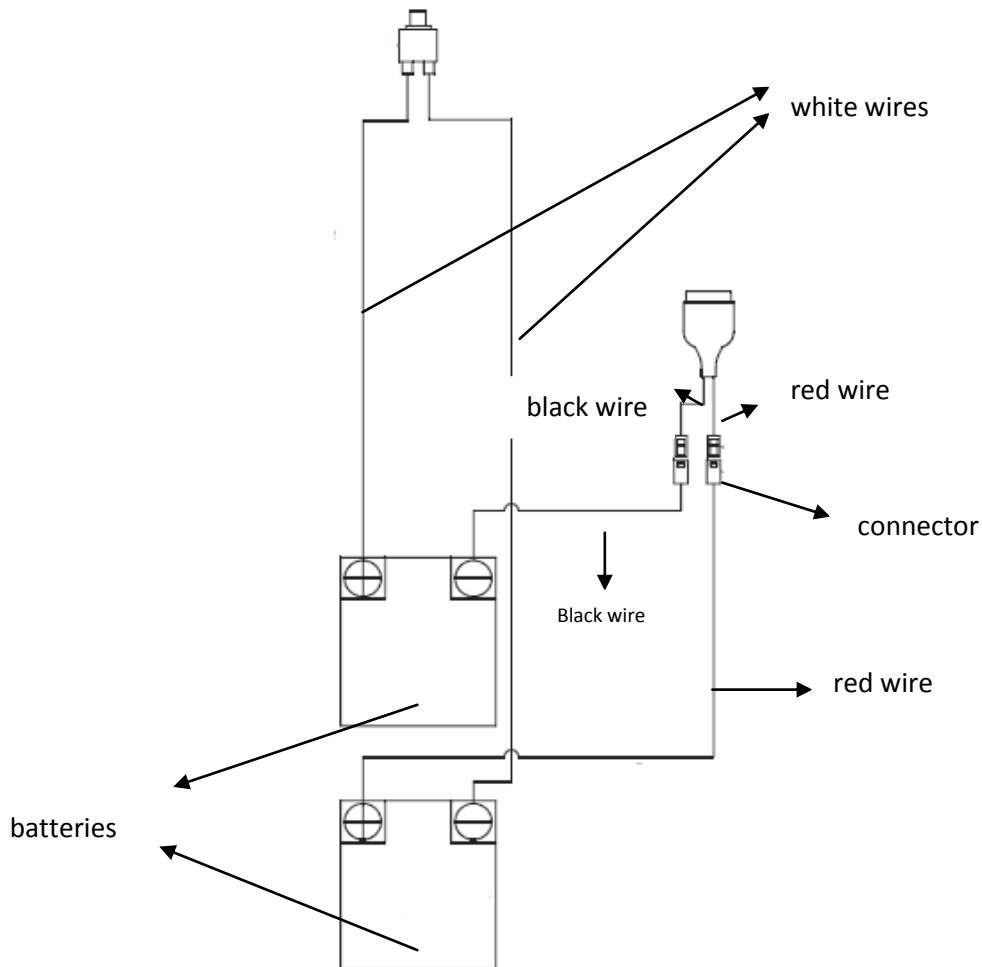 white wires
red wire
black wire
connector
Black wire
red wire
batteries